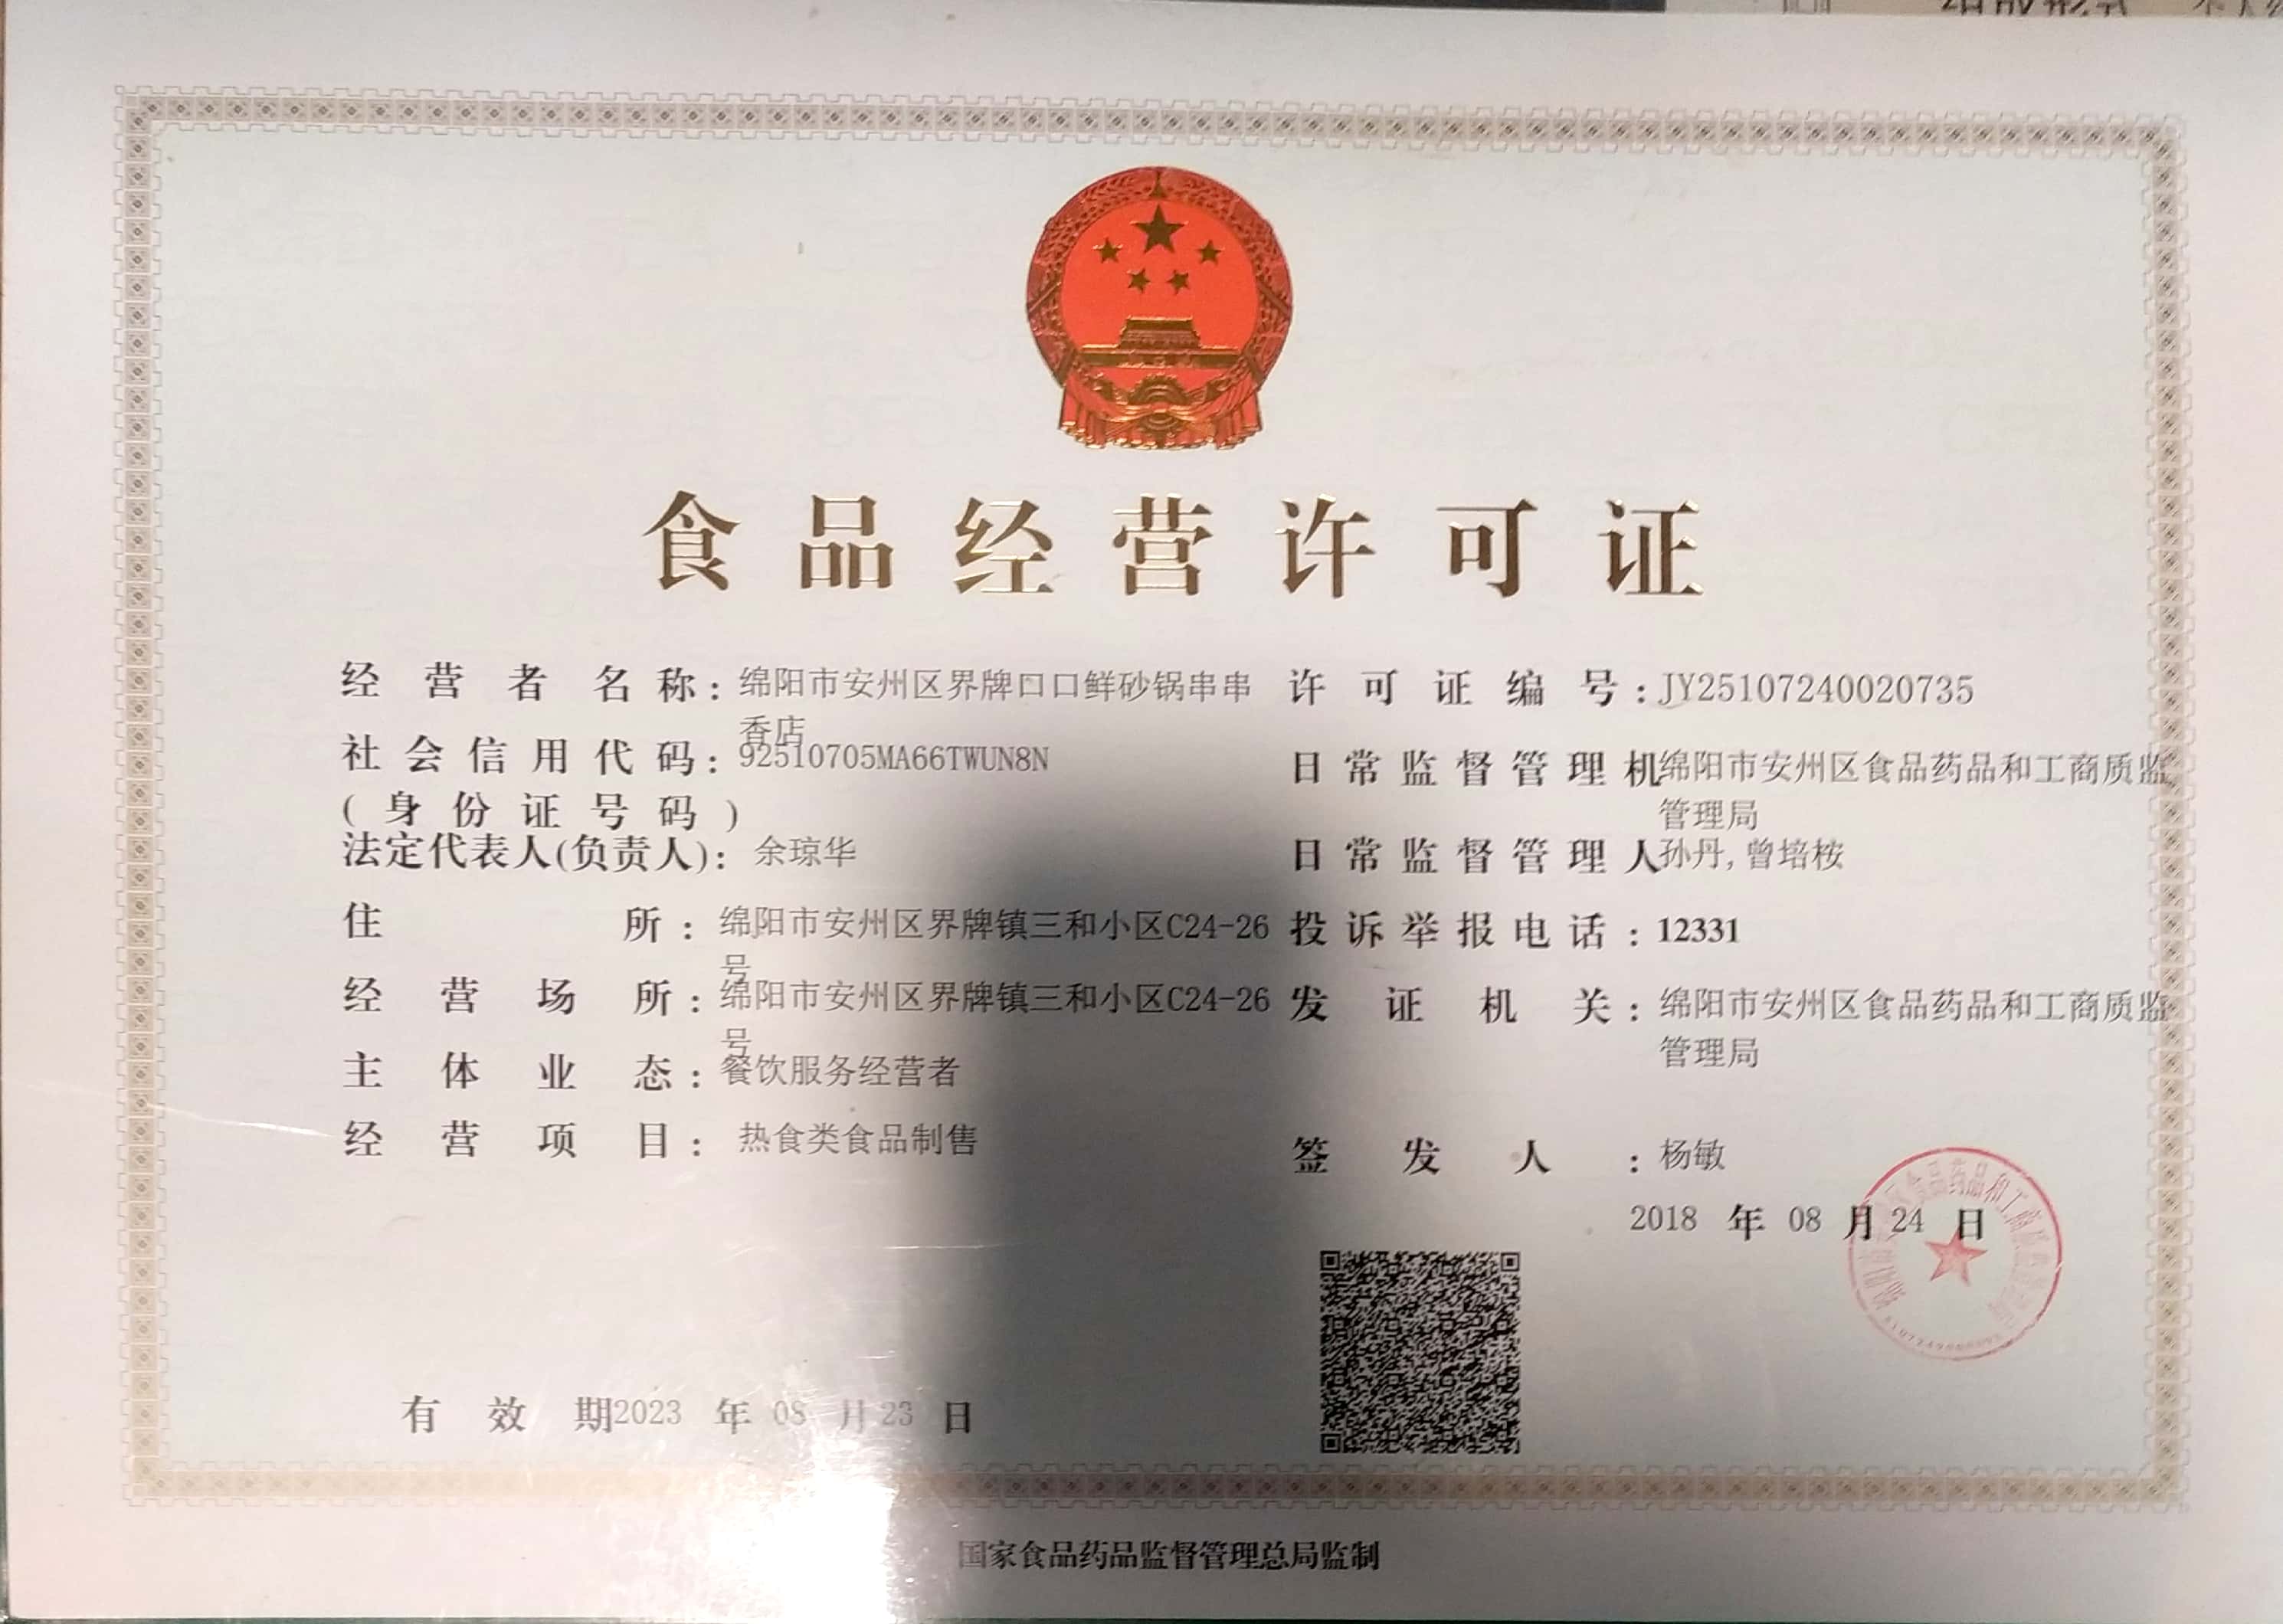 食品经营许可证
经营者名称：绵阳市安州区界牌口口鲜砂锅串串
香店
社会信用代码：92510705MA66TWUN8N
(身份证号码)
法定代表人(负责人)：余琼华
住所：绵阳市安州区界牌镇三和小区C24-26
号
经营场所：绵阳市安州区界牌镇三和小区C24-26
号
主体业态：餐饮服务经营者
经营项目：热食类食品制售
有效期2023年08月23日
许可证编号：JY25107240020735
日常监督管理机绵阳市安州区食品药品和工商质监
管理局
日常监督管理人孙丹,曾培桉
投诉举报电话：12331
发证机关：绵阳市安州区食品药品和工商质监
管理局
签发人：杨敏
2018年08月24日
国家食品药品监督管理总局监制